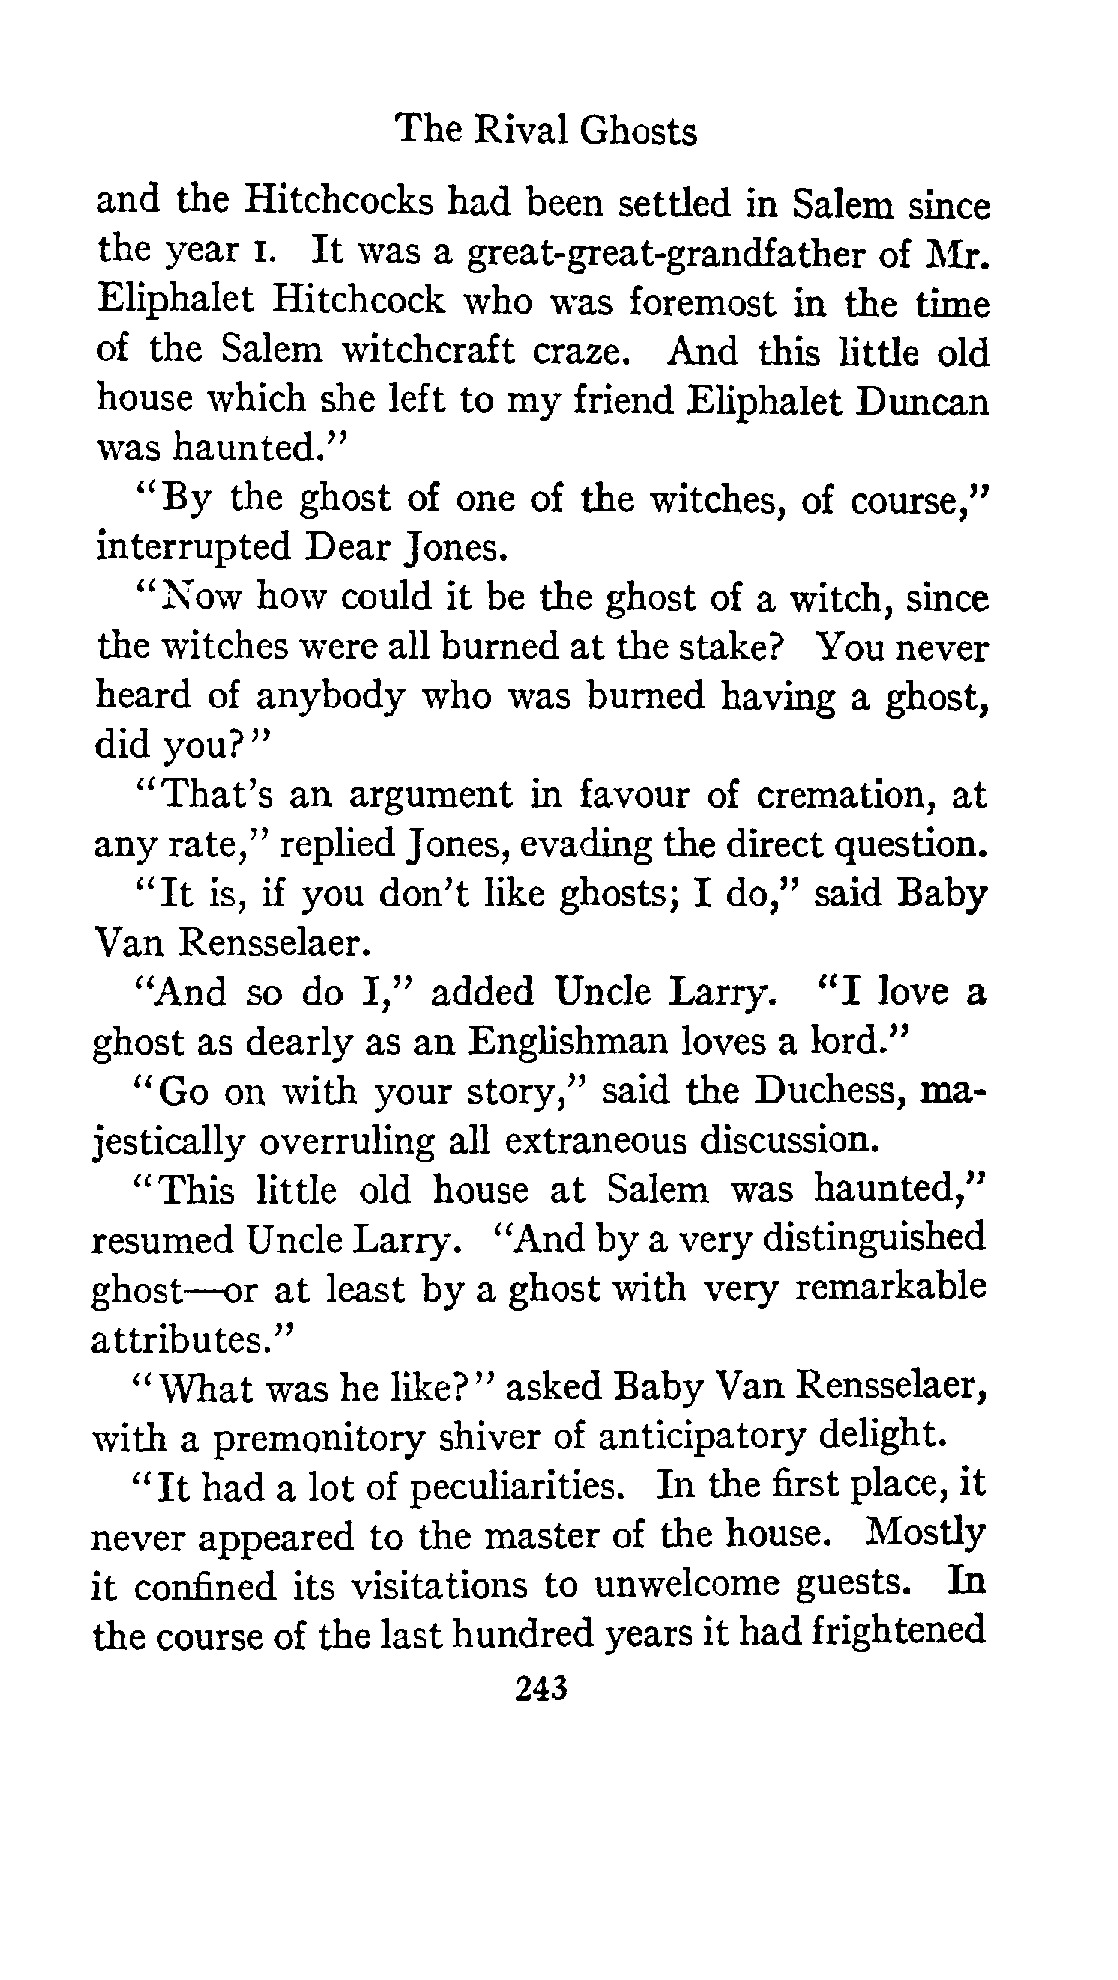 The Rival Ghosts
and the Hitchcocks had been settled in Salem since
the year 1. It was a great-great-grandfather of Mr.
Eliphalet Hitchcock who was foremost in the time
of the Salem witchcraft craze. And this little old
house which she left to my friend Eliphalet Duncan
was haunted.”
“By the ghost of one of the witches, of course,”
interrupted Dear Jones.
“Now how could it be the ghost of a witch, since
the witches were all burned at the stake? You never
heard of anybody who was burned having a ghost,
did you?”
“That’s an argument in favour of cremation, at
any rate,” replied Jones, evading the direct question.
“It is, if you don’t like ghosts; I do,” said Baby
Van Rensselaer.
“And so do I,” added Uncle Larry. “I love a
ghost as dearly as an Englishman loves a lord.”
“Go on with your story,” said the Duchess, ma-
jestically overruling all extraneous discussion.
“This little old house at Salem was haunted,”
resumed Uncle Larry. “And by a very distinguished
ghost—or at least by a ghost with very remarkable
attributes.”
“What was he like?” asked Baby Van Rensselaer,
with a premonitory shiver of anticipatory delight.
“It had a lot of peculiarities. In the first place, it
never appeared to the master of the house. Mostly
it confined its visitations to unwelcome guests. In
the course of the last hundred years it had frightened
243